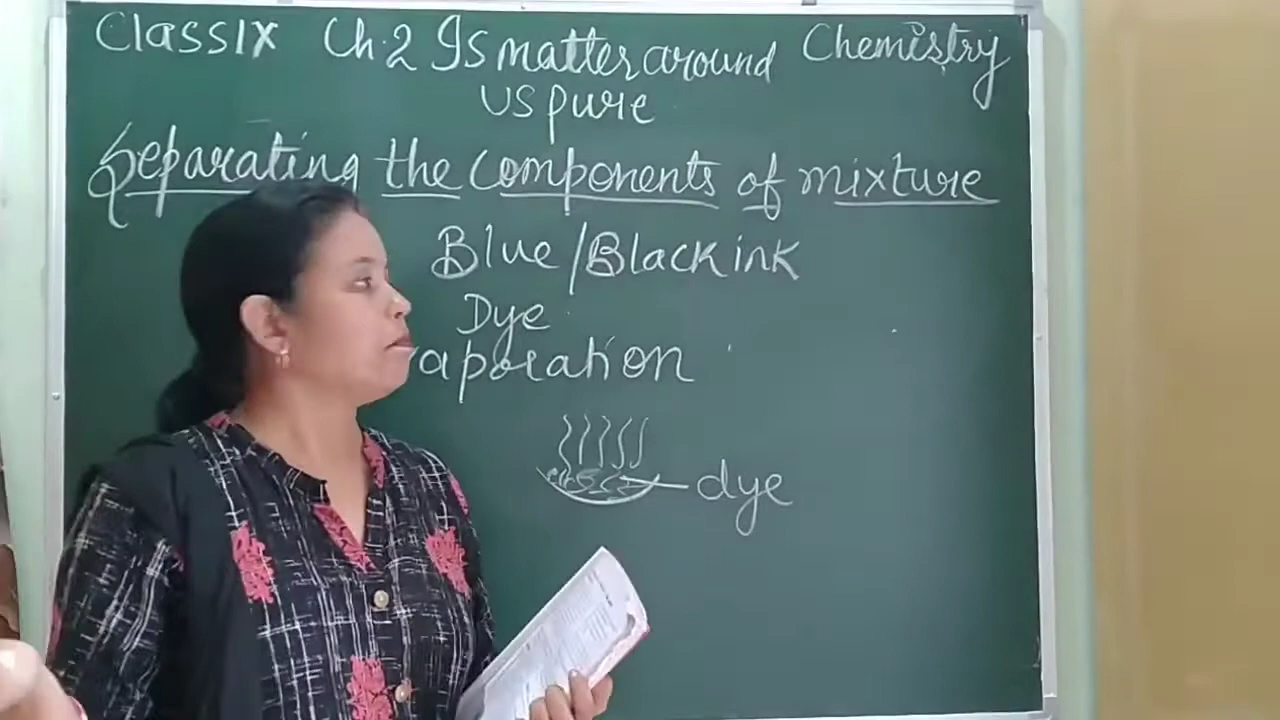 Class IX Ch.2 Is matter around Chemistry
us pure
Separating the components of mixture
Blue/Black ink
Dye
aporation
dye